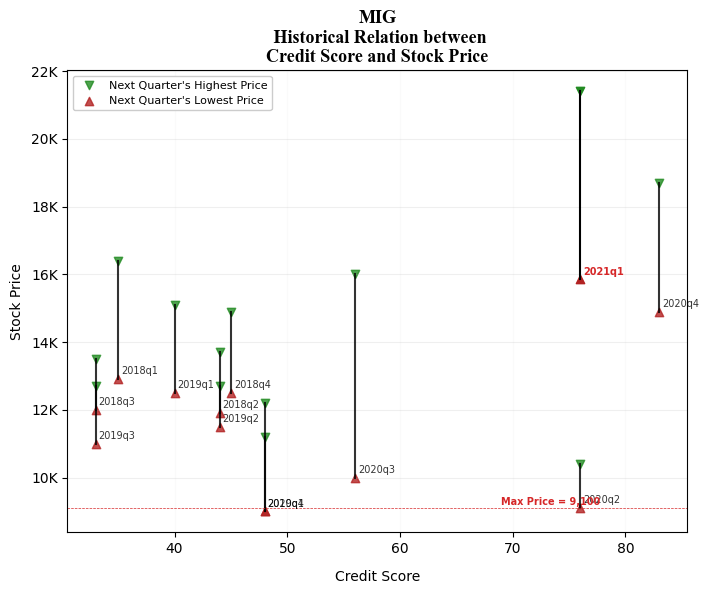 MIG
Historical Relation between
Credit Score and Stock Price
Next Quarter's Highest Price
Next Quarter's Lowest Price
22K
20K
18K
16K
14K
12K
10K
Stock Price
2021q1
2020q4
2018q1
2019q1
2018q4
2018q3
2018q2
2019q2
2019q3
2020q3
2020q2
Max Price = 9,100
40
50
60
70
80
Credit Score